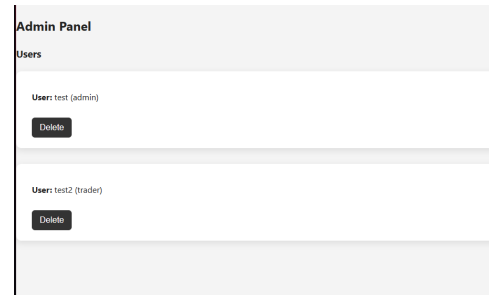 Admin Panel
Users
User: test (admin)
Delete
User: test2 (trader)
Delete